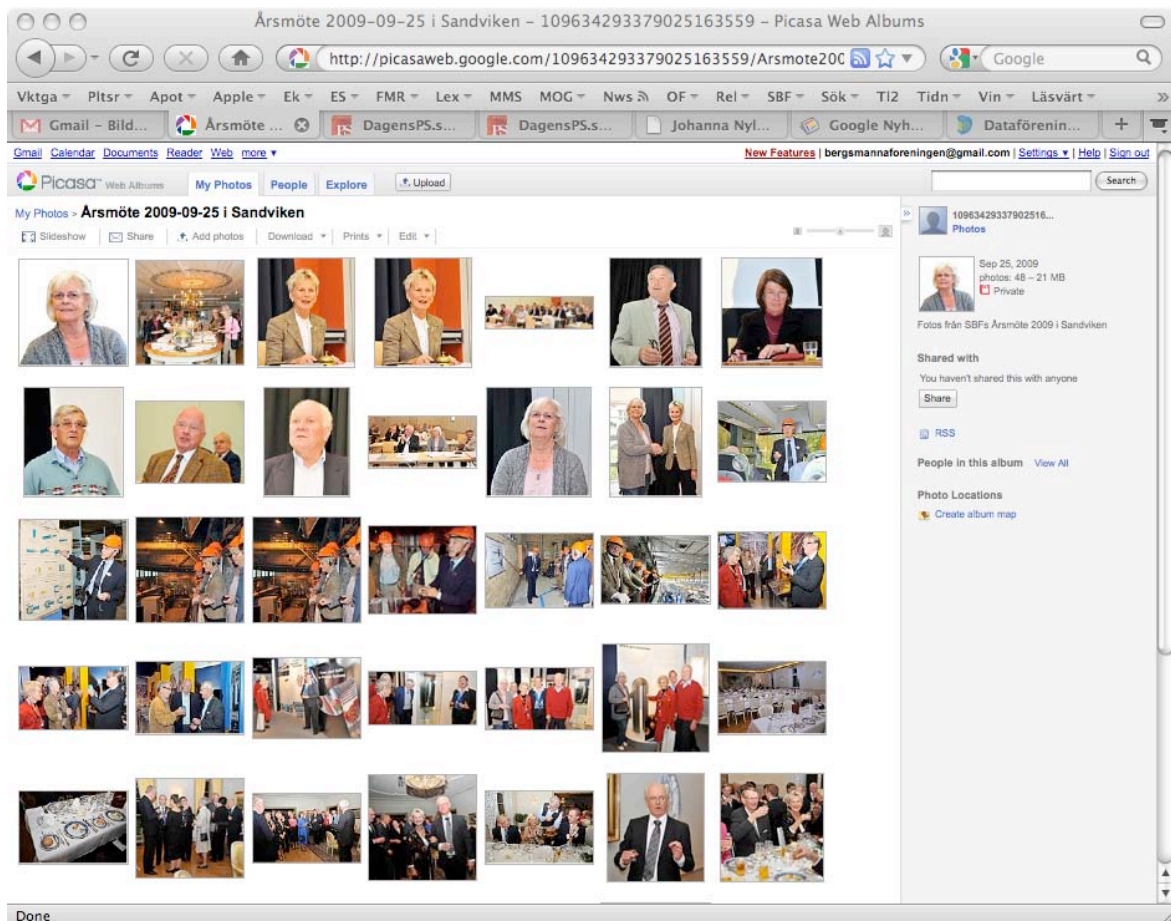 Årsmöte 2009-09-25 i Sandviken – 109634293379025163559 – Picasa Web Albums
http://picasaweb.google.com/109634293379025163559/Arsmote200
Google
Vktga Pltsr Apot Apple Ek ES FMR Lex MMS MOG Nws OF Rel SBF Sök TI2 Tidn Vin Läsvärt »
Gmail – Bild... Årsmöte ... DagensPS.s... DagensPS.s... Johanna Nyl... Google Nyh... Dataförenin... +
Gmail Calendar Documents Reader Web more ▼
New Features | bergsmannaforeningen@gmail.com | Settings ▼ | Help | Sign out
Picasa™ Web Albums My Photos People Explore Upload Search
My Photos > Årsmöte 2009-09-25 i Sandviken
Slideshow Share Add photos Download Prints Edit
»
10963429337902516...
Photos
Sep 25, 2009
photos: 48 – 21 MB
Private
Fotos från SBFs Årsmöte 2009 i Sandviken
Shared with
You haven't shared this with anyone
Share
RSS
People in this album View All
Photo Locations
Create album map
Done